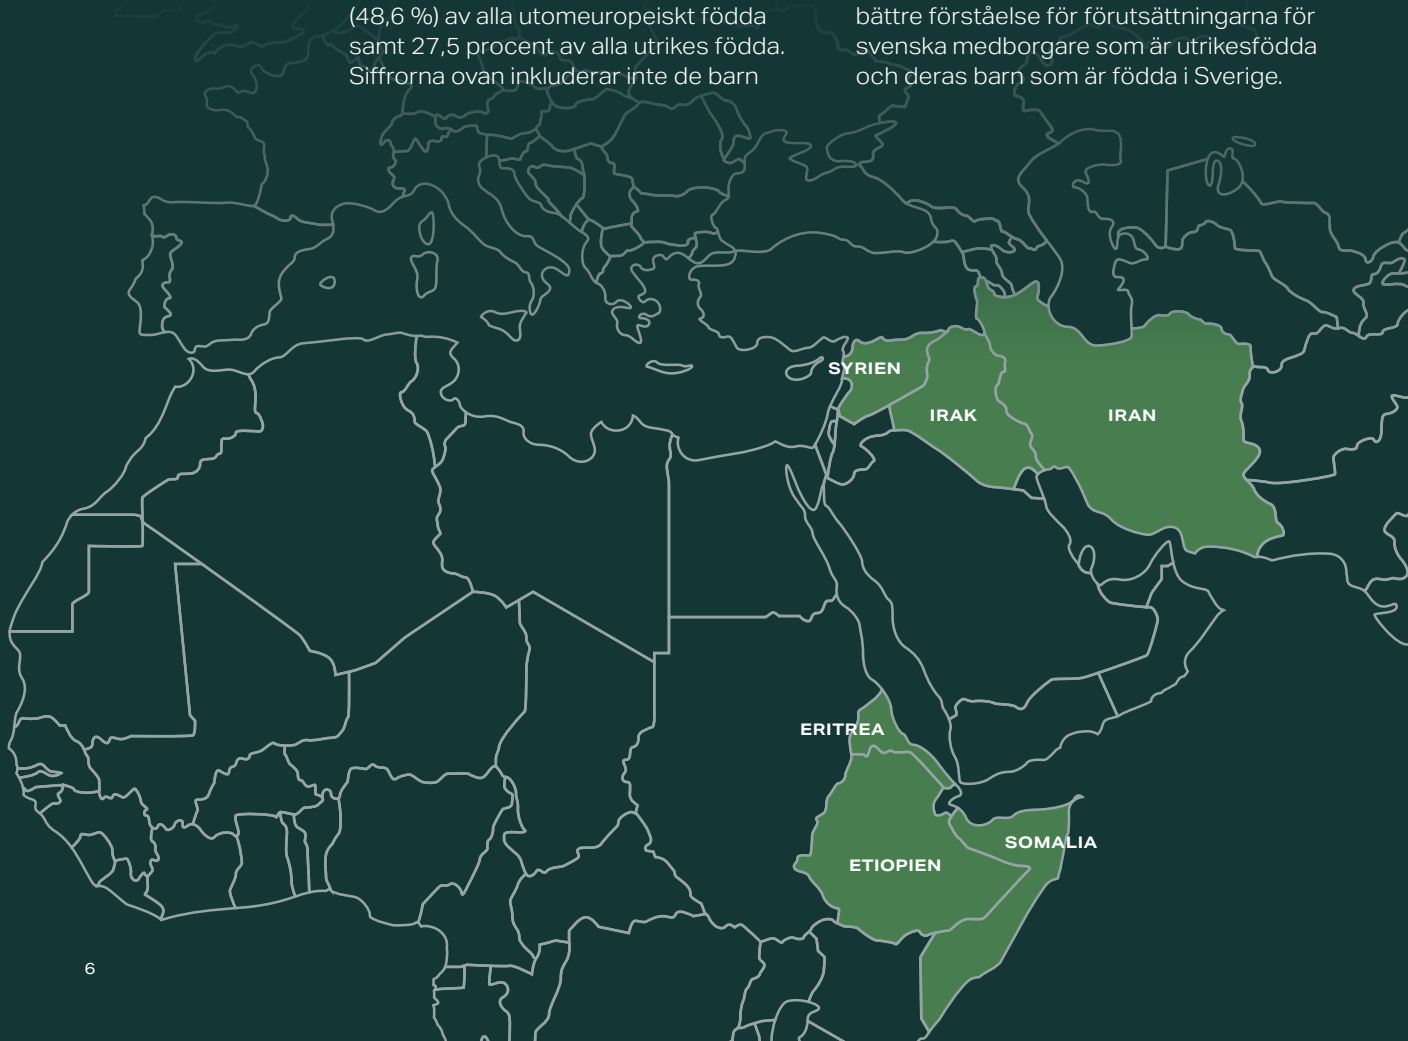 (48,6 %) av alla utomeuropeiskt födda
samt 27,5 procent av alla utrikes födda.
Siffrorna ovan inkluderar inte de barn
bättre förståelse för förutsättningarna för
svenska medborgare som är utrikesfödda
och deras barn som är födda i Sverige.
SYRIEN
IRAK
IRAN
ERITREA
SOMALIA
ETIOPIEN
6